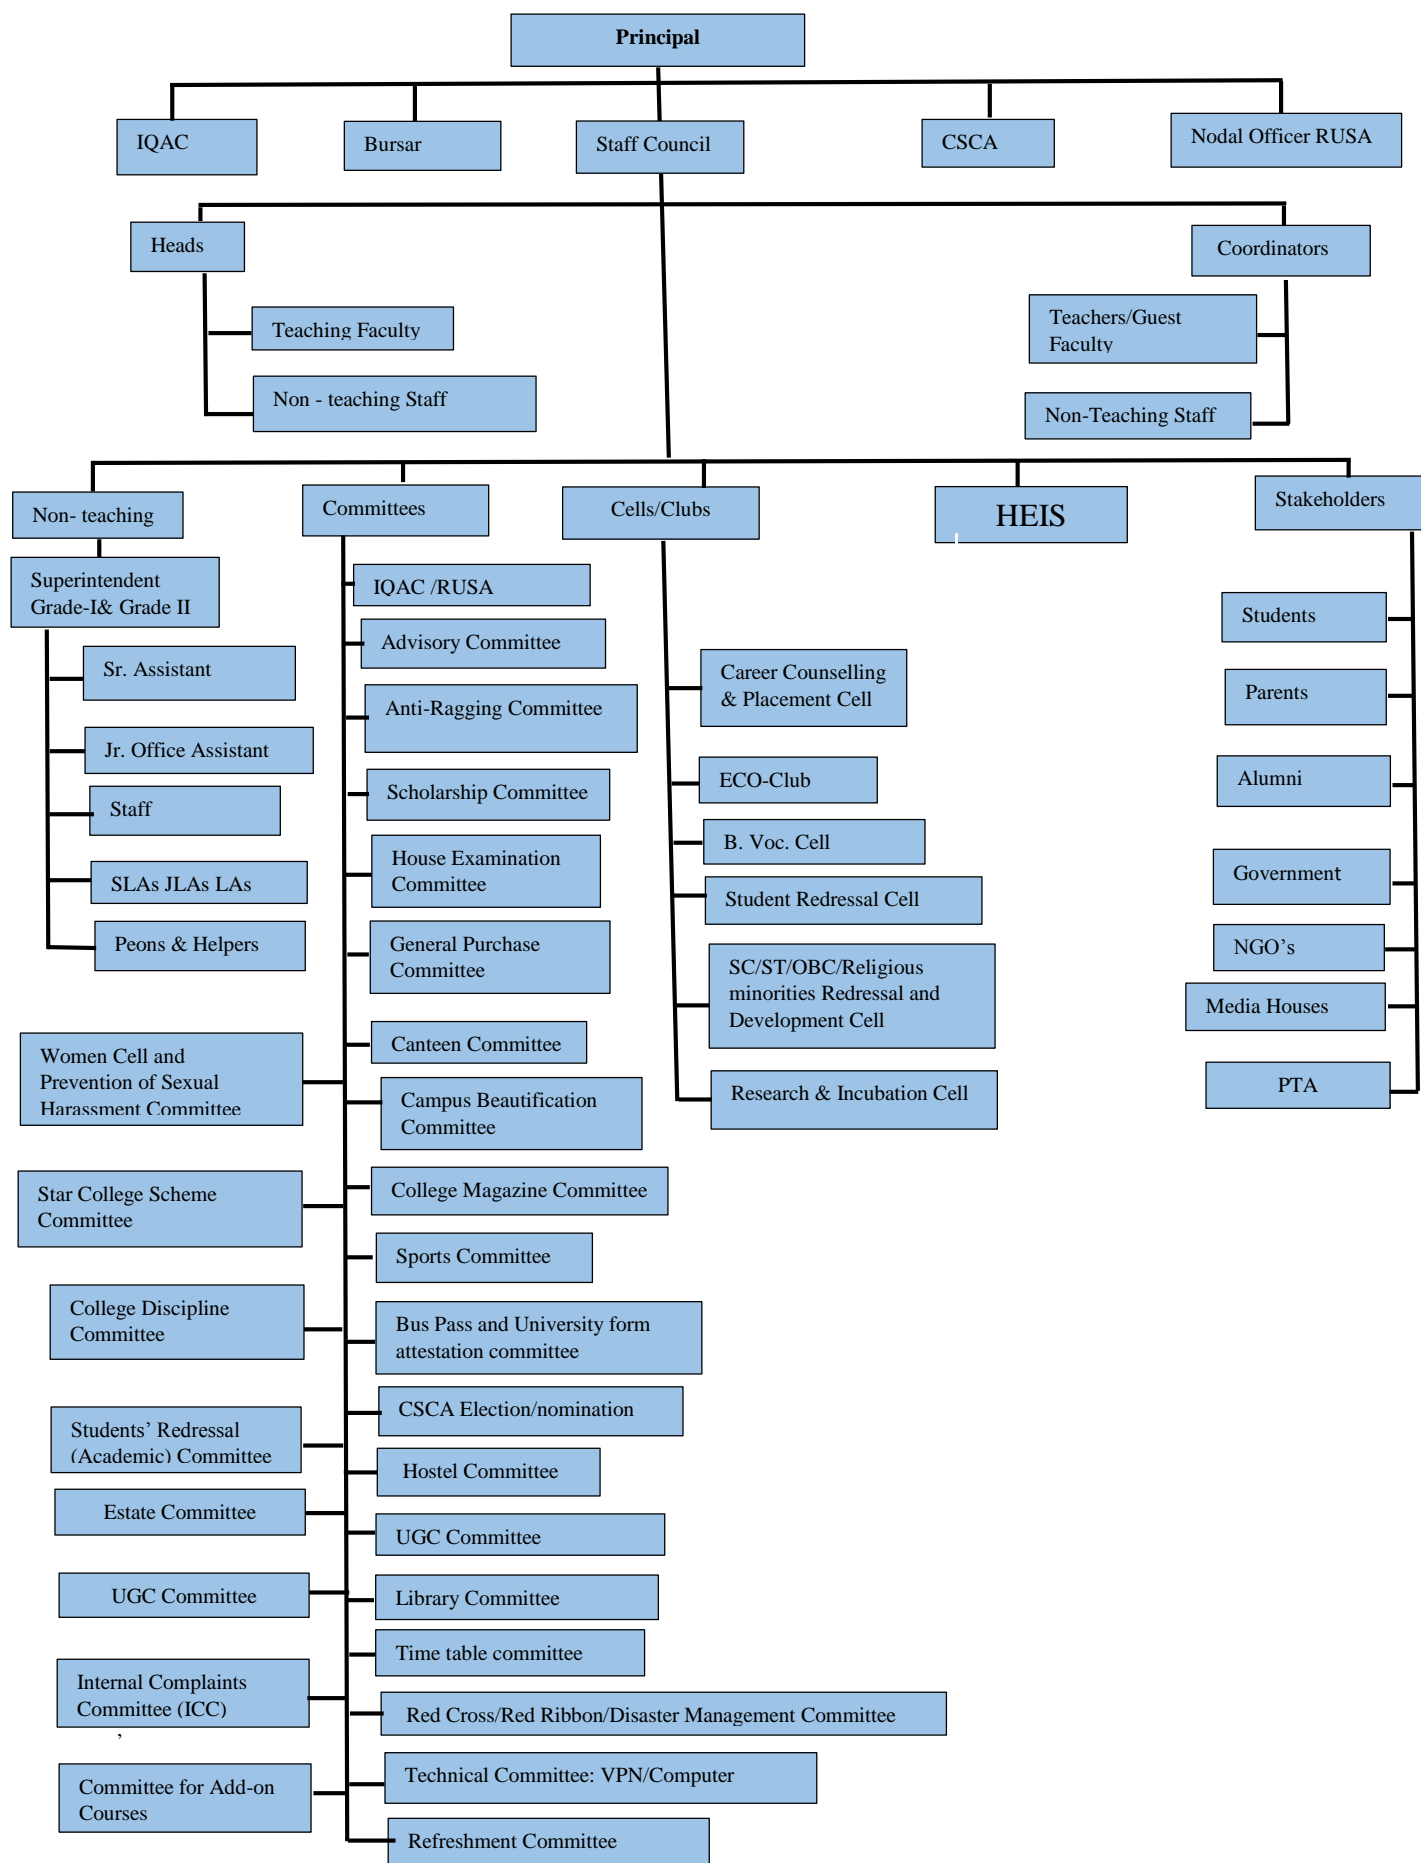 Principal
IQAC
Bursar
Staff Council
CSCA
Nodal Officer RUSA
Heads
Coordinators
Teaching Faculty
Non - teaching Staff
Teachers/Guest
Faculty
Non-Teaching Staff
Non- teaching
Committees
Cells/Clubs
HEIS
Stakeholders
Superintendent
Grade-I& Grade II
Sr. Assistant
Jr. Office Assistant
Staff
SLAs JLAs LAs
Peons & Helpers
IQAC /RUSA
Advisory Committee
Anti-Ragging Committee
Scholarship Committee
House Examination
Committee
General Purchase
Committee
Canteen Committee
Campus Beautification
Committee
College Magazine Committee
Sports Committee
Bus Pass and University form
attestation committee
CSCA Election/nomination
Hostel Committee
UGC Committee
Library Committee
Time table committee
Red Cross/Red Ribbon/Disaster Management Committee
Technical Committee: VPN/Computer
Refreshment Committee
Women Cell and
Prevention of Sexual
Harassment Committee
Star College Scheme
Committee
College Discipline
Committee
Students’ Redressal
(Academic) Committee
Estate Committee
UGC Committee
Internal Complaints
Committee (ICC)
,
Committee for Add-on
Courses
Career Counselling
& Placement Cell
ECO-Club
B. Voc. Cell
Student Redressal Cell
SC/ST/OBC/Religious
minorities Redressal and
Development Cell
Research & Incubation Cell
Students
Parents
Alumni
Government
NGO’s
Media Houses
PTA